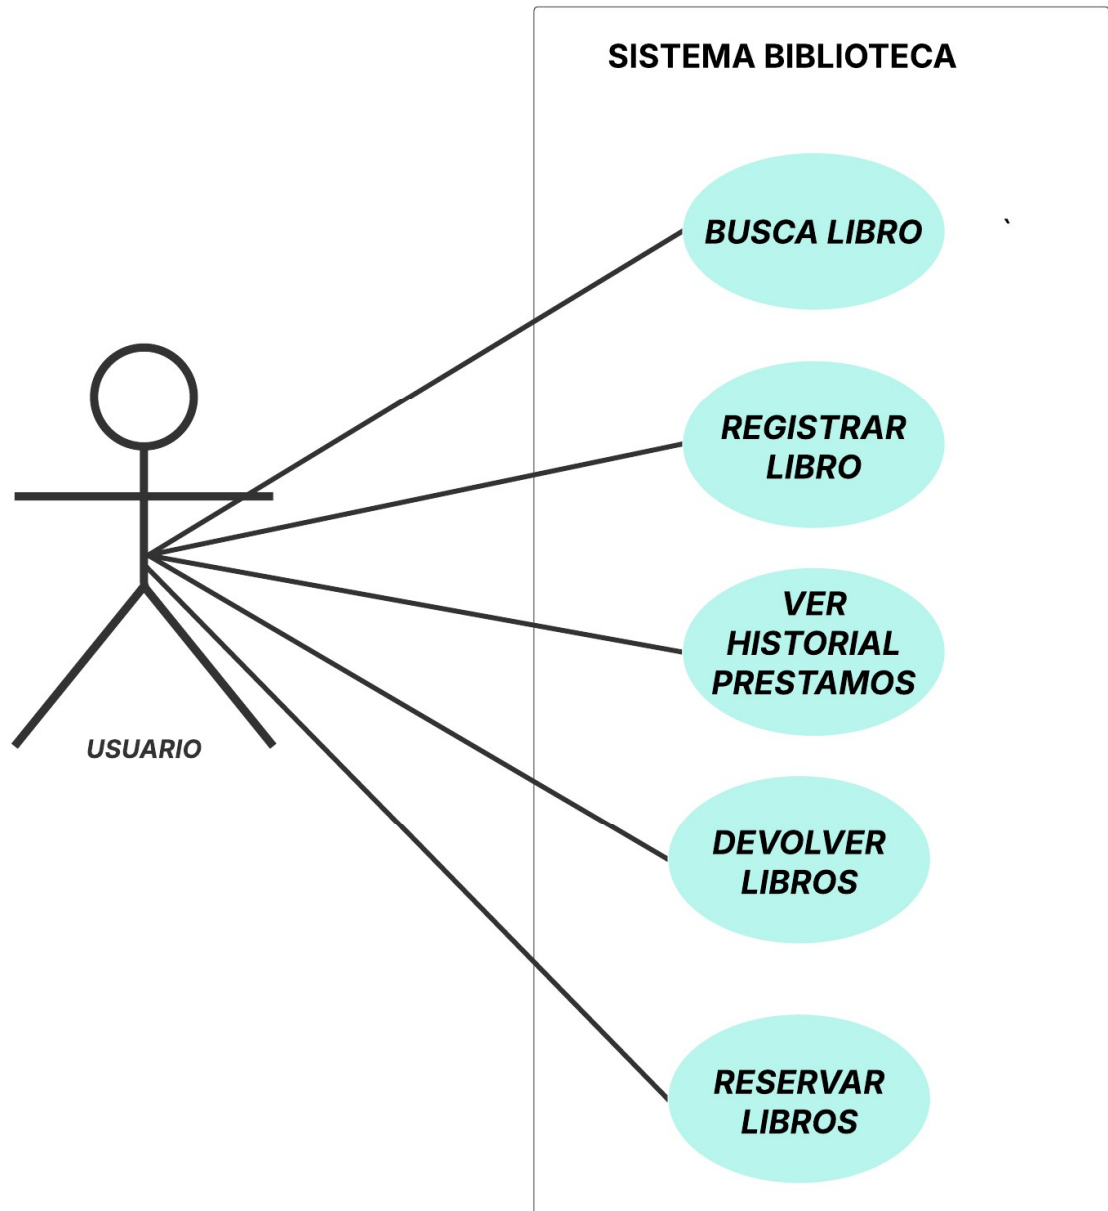 SISTEMA BIBLIOTECA
BUSCA LIBRO
`
REGISTRAR
LIBRO
VER
HISTORIAL
PRESTAMOS
USUARIO
DEVOLVER
LIBROS
RESERVAR
LIBROS